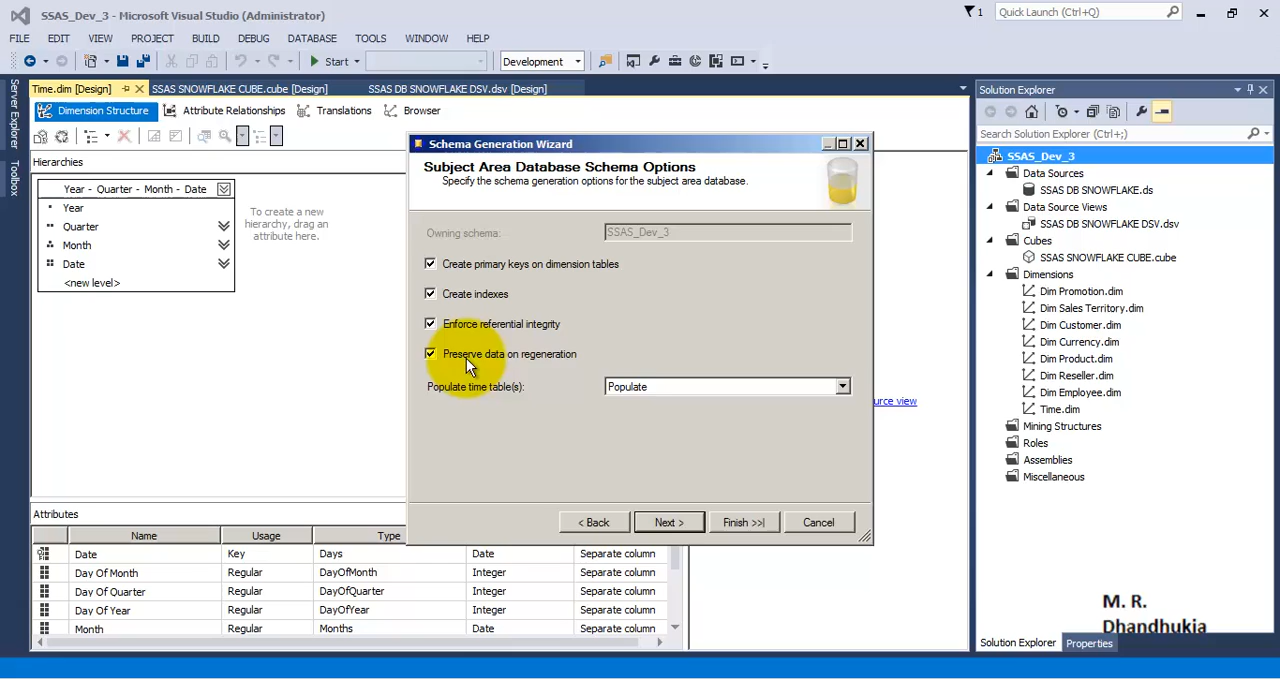 SSAS_Dev_3 - Microsoft Visual Studio (Administrator)
1
Quick Launch (Ctrl+Q)
FILE EDIT VIEW PROJECT BUILD DEBUG DATABASE TOOLS WINDOW HELP
Start
Development
Server Explorer
Toolbox
Time.dim [Design]
SSAS SNOWFLAKE CUBE.cube [Design]
SSAS DB SNOWFLAKE DSV.dsv [Design]
Dimension Structure
Attribute Relationships
Translations
Browser
Hierarchies
Year - Quarter - Month - Date
Year
Quarter
Month
Date
<new level>
To create a new
hierarchy, drag an
attribute here.
Schema Generation Wizard
Subject Area Database Schema Options
Specify the schema generation options for the subject area database.
Owning schema:
SSAS_Dev_3
Create primary keys on dimension tables
Create indexes
Enforce referential integrity
Preserve data on regeneration
Populate time table(s):
Populate
< Back
Next >
Finish >>|
Cancel
ource view
Attributes
Name Usage Type
Date Key Days Date Separate column
Day Of Month Regular DayOfMonth Integer Separate column
Day Of Quarter Regular DayOfQuarter Integer Separate column
Day Of Year Regular DayOfYear Integer Separate column
Month Regular Months Date Separate column
Solution Explorer
Search Solution Explorer (Ctrl+;)
SSAS_Dev_3
Data Sources
SSAS DB SNOWFLAKE.ds
Data Source Views
SSAS DB SNOWFLAKE DSV.dsv
Cubes
SSAS SNOWFLAKE CUBE.cube
Dimensions
Dim Promotion.dim
Dim Sales Territory.dim
Dim Customer.dim
Dim Currency.dim
Dim Product.dim
Dim Reseller.dim
Dim Employee.dim
Time.dim
Mining Structures
Roles
Assemblies
Miscellaneous
M. R.
Dhandhukia
Solution Explorer
Properties